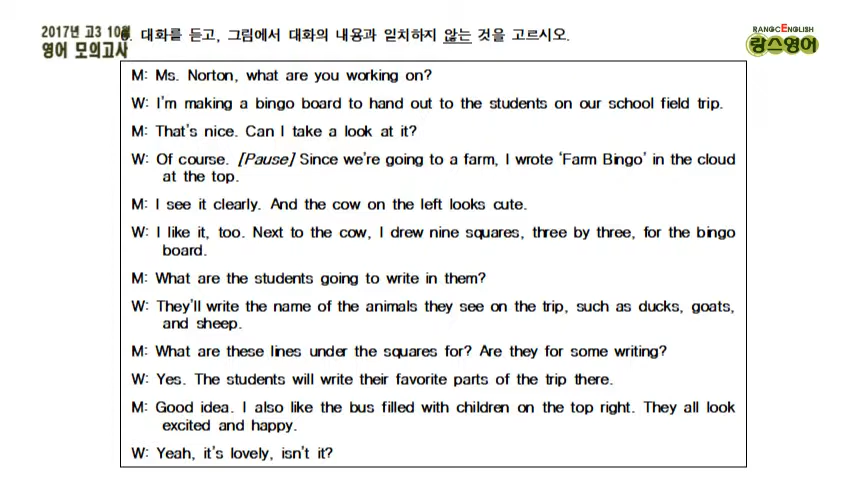 2017년 고3 10월
영어 모의고사
. 대화를 듣고, 그림에서 대화의 내용과 일치하지 않는 것을 고르시오.
RANGCENGLISH
랑스영어
M: Ms. Norton, what are you working on?
W: I'm making a bingo board to hand out to the students on our school field trip.
M: That's nice. Can I take a look at it?
W: Of course. [Pause] Since we're going to a farm, I wrote 'Farm Bingo' in the cloud
at the top.
M: I see it clearly. And the cow on the left looks cute.
W: I like it, too. Next to the cow, I drew nine squares, three by three, for the bingo
board.
M: What are the students going to write in them?
W: They'll write the name of the animals they see on the trip, such as ducks, goats,
and sheep.
M: What are these lines under the squares for? Are they for some writing?
W: Yes. The students will write their favorite parts of the trip there.
M: Good idea. I also like the bus filled with children on the top right. They all look
excited and happy.
W: Yeah, it's lovely, isn't it?